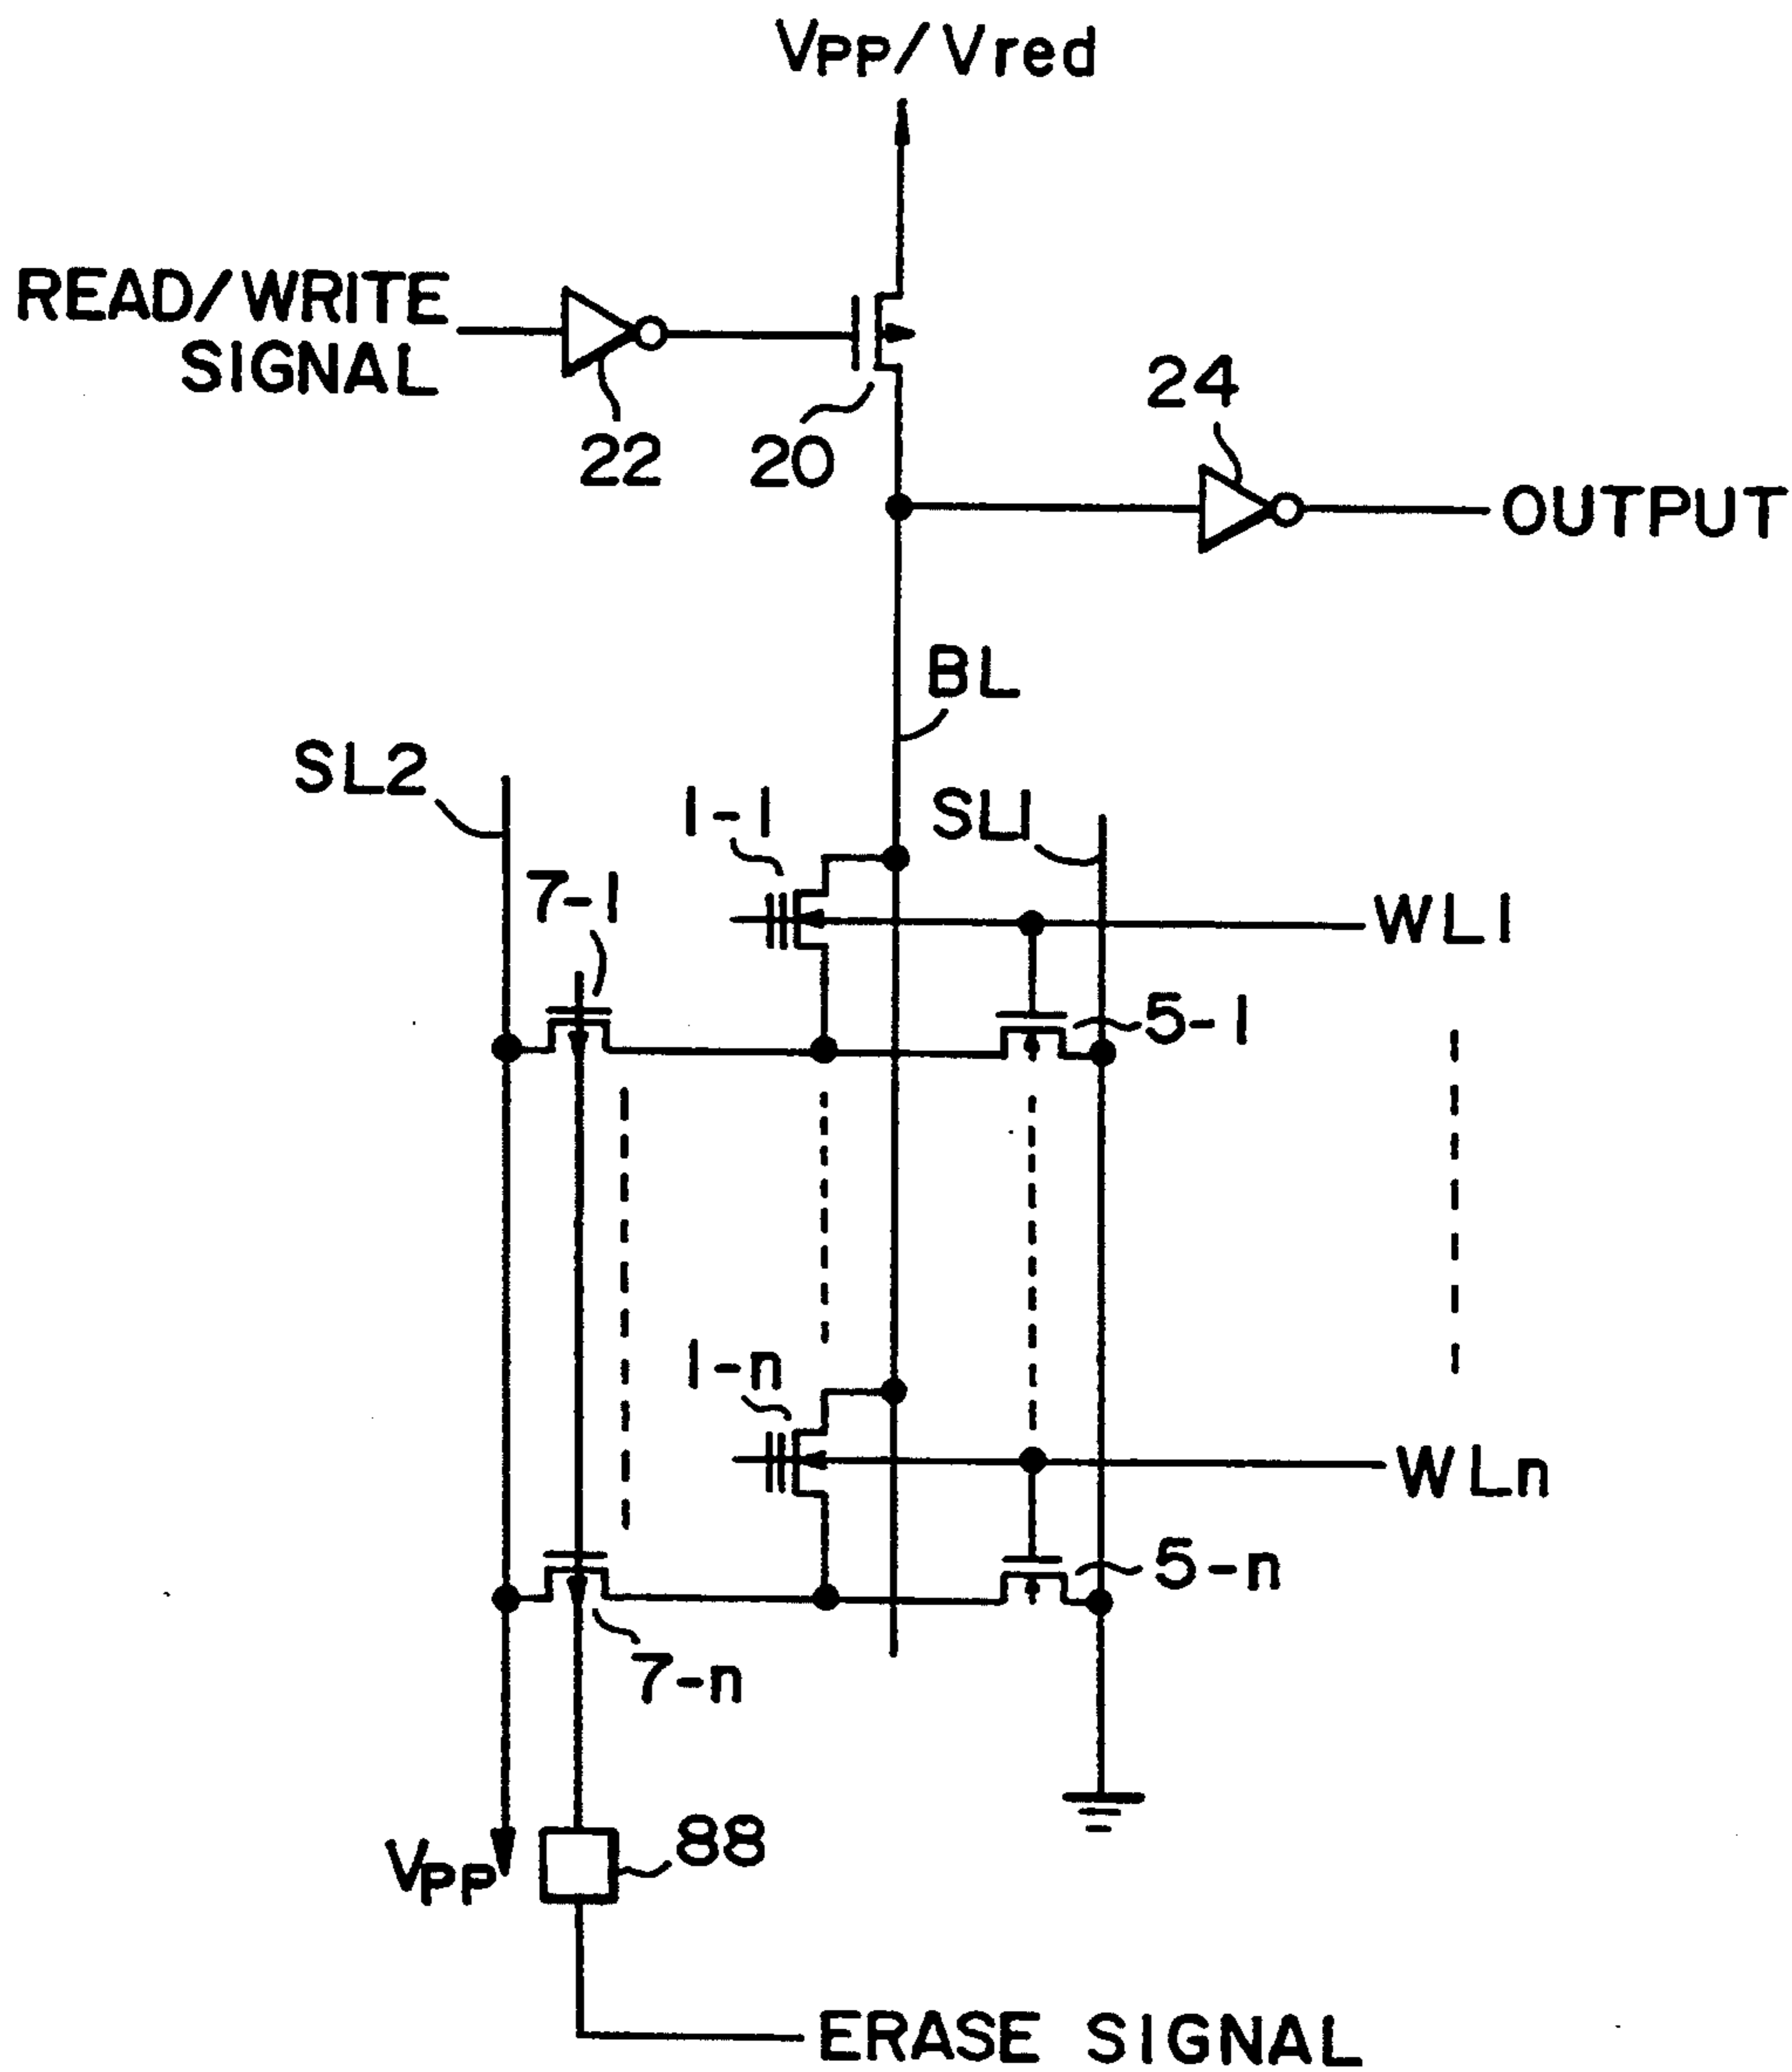 VPP/Vred
READ/WRITE
SIGNAL
22
20
24
OUTPUT
BL
SL2
1-1
SL1
7-1
WL1
5-1
1-n
WLn
5-n
7-n
VPP
88
ERASE SIGNAL